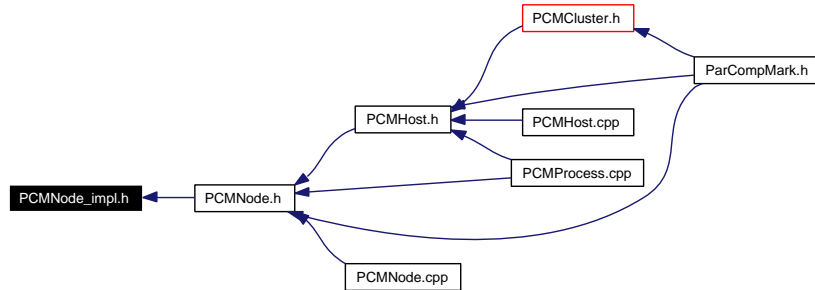 PCMCluster.h
ParCompMark.h
PCMHost.h
PCMHost.cpp
PCMProcess.cpp
PCMNode_impl.h
PCMNode.h
PCMNode.cpp